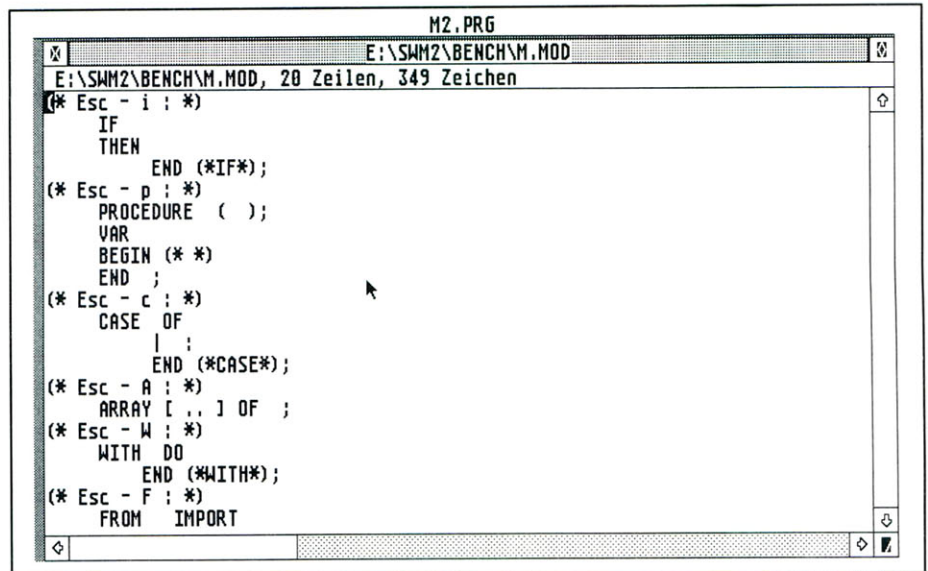 M2.PRG
E:\SWM2\BENCH\M.MOD
E:\SWM2\BENCH\M.MOD, 20 Zeilen, 349 Zeichen
(* Esc - i : *)
IF
THEN
END (*IF*);
(* Esc - p : *)
PROCEDURE ( );
VAR
BEGIN (* *)
END ;
(* Esc - c : *)
CASE OF
| :
END (*CASE*);
(* Esc - A : *)
ARRAY [ .. ] OF ;
(* Esc - W : *)
WITH DO
END (*WITH*);
(* Esc - F : *)
FROM IMPORT